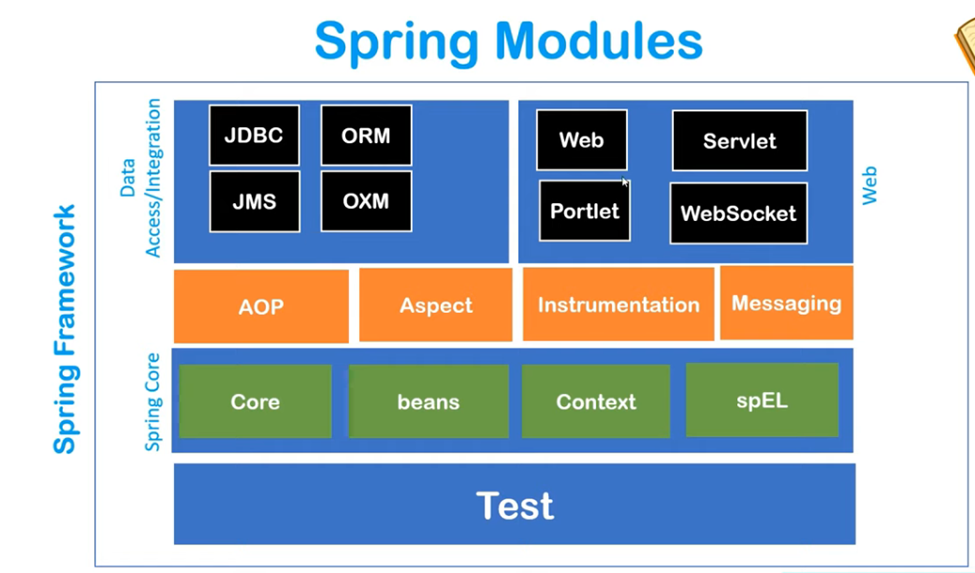 Spring Modules
Spring Framework
Data
Access/Integration
JDBC
ORM
JMS
OXM
Web
Servlet
Portlet
WebSocket
Web
AOP
Aspect
Instrumentation
Messaging
Spring Core
Core
beans
Context
spEL
Test